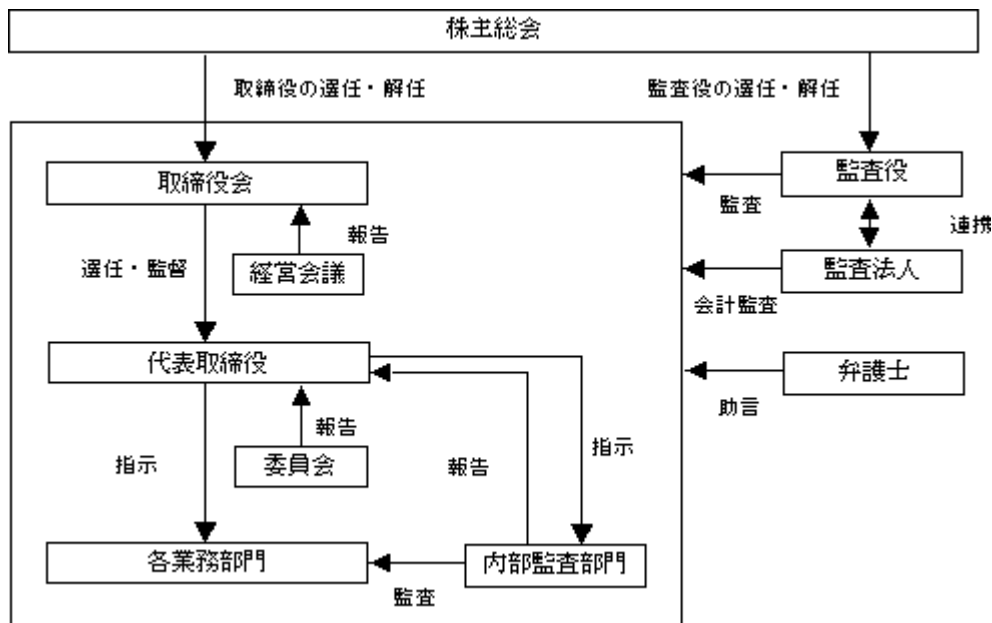 株主総会
取締役の選任・解任
監査役の選任・解任
取締役会
監査役
監査
報告
連携
選任・監督
経営会議
監査法人
会計監査
代表取締役
弁護士
助言
報告
指示
委員会
報告
指示
各業務部門
内部監査部門
監査